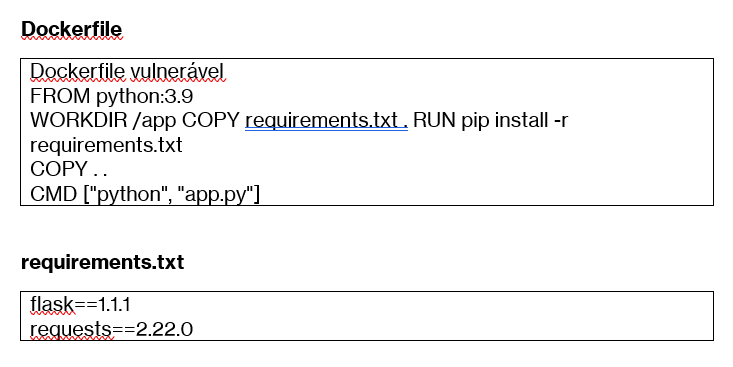 Dockerfile
Dockerfile vulnerável
FROM python:3.9
WORKDIR /app COPY requirements.txt . RUN pip install -r
requirements.txt
COPY . .
CMD ["python", "app.py"]
requirements.txt
flask==1.1.1
requests==2.22.0